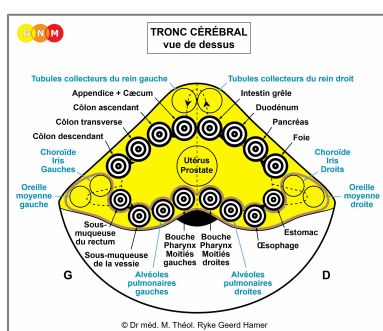 GNM
TRONC CÉRÉBRAL
vue de dessus
Tubules collecteurs du rein gauche
Tubules collecteurs du rein droit
Appendice + Cæcum
Intestin grêle
Côlon ascendant
Duodénum
Côlon transverse
Pancréas
Côlon descendant
Foie
Choroïde
Iris
Gauches
Utérus
Prostate
Choroïde
Iris
Droits
Oreille
moyenne
gauche
Oreille
moyenne
droite
Sous-
muqueuse
du rectum
Sous-muqueuse
de la vessie
Alvéoles
pulmonaires
gauches
Bouche
Pharynx
Moitiés
gauches
Bouche
Pharynx
Moitiés
droites
Alvéoles
pulmonaires
droites
Estomac
Œsophage
G
D
© Dr méd. M. Théol. Ryke Geerd Hamer